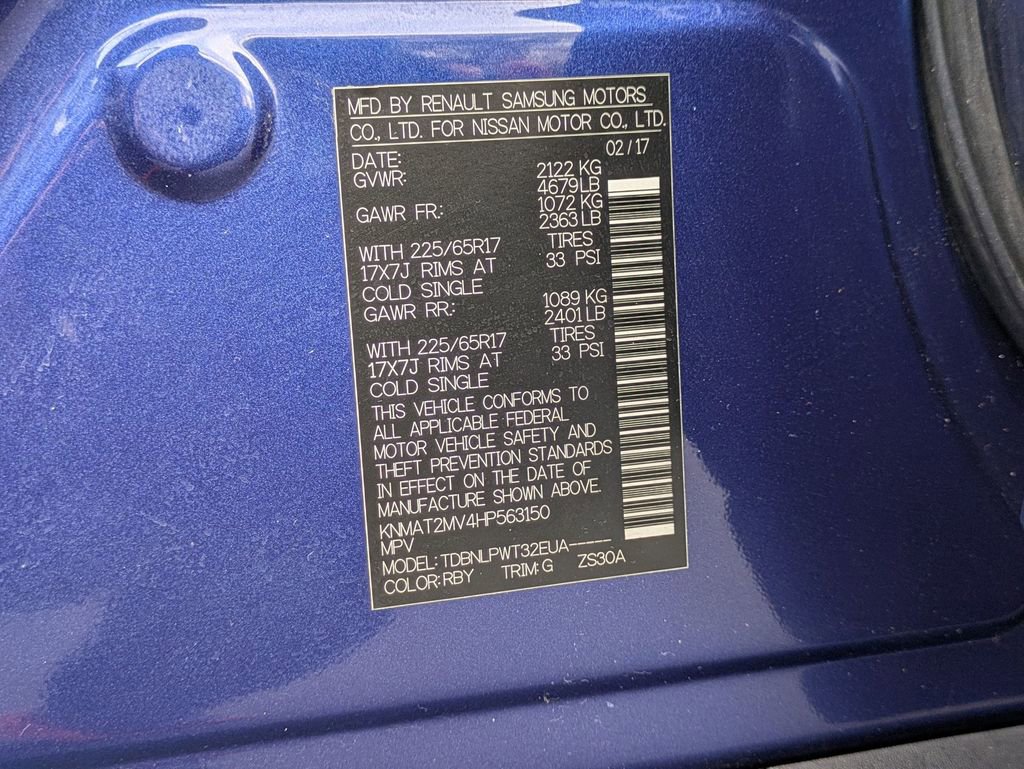 MFD BY RENAULT SAMSUNG MOTORS
CO., LTD. FOR NISSAN MOTOR CO., LTD.
DATE: 02/17
GVWR: 2122 KG
4679LB
GAWR FR.: 1072 KG
2363 LB
WITH 225/65R17 TIRES
17X7J RIMS AT 33 PSI
COLD SINGLE
GAWR RR.: 1089 KG
2401 LB
WITH 225/65R17 TIRES
17X7J RIMS AT 33 PSI
COLD SINGLE
THIS VEHICLE CONFORMS TO
ALL APPLICABLE FEDERAL
MOTOR VEHICLE SAFETY AND
THEFT PREVENTION STANDARDS
IN EFFECT ON THE DATE OF
MANUFACTURE SHOWN ABOVE.
KNMAT2MV4HP563150
MPV
MODEL: TDBNLPWT32EUA-----
COLOR: RBY TRIM: G ZS30A